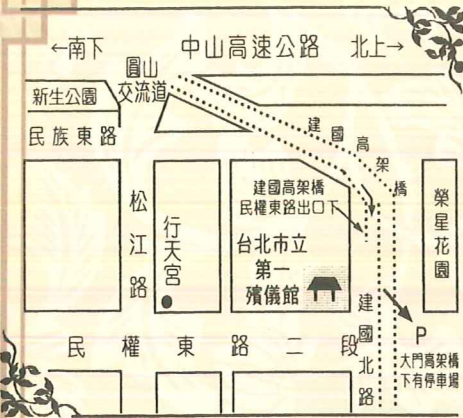 ←南下 中山高速公路 北上→
圓山
交流道
新生公園
民族東路
建國高架橋
建國高架橋
民權東路出口下
松江路
行天宮
台北市立
第一
殯儀館
榮星花園
建國北路
民權東路二段
P
大門高架橋
下有停車場